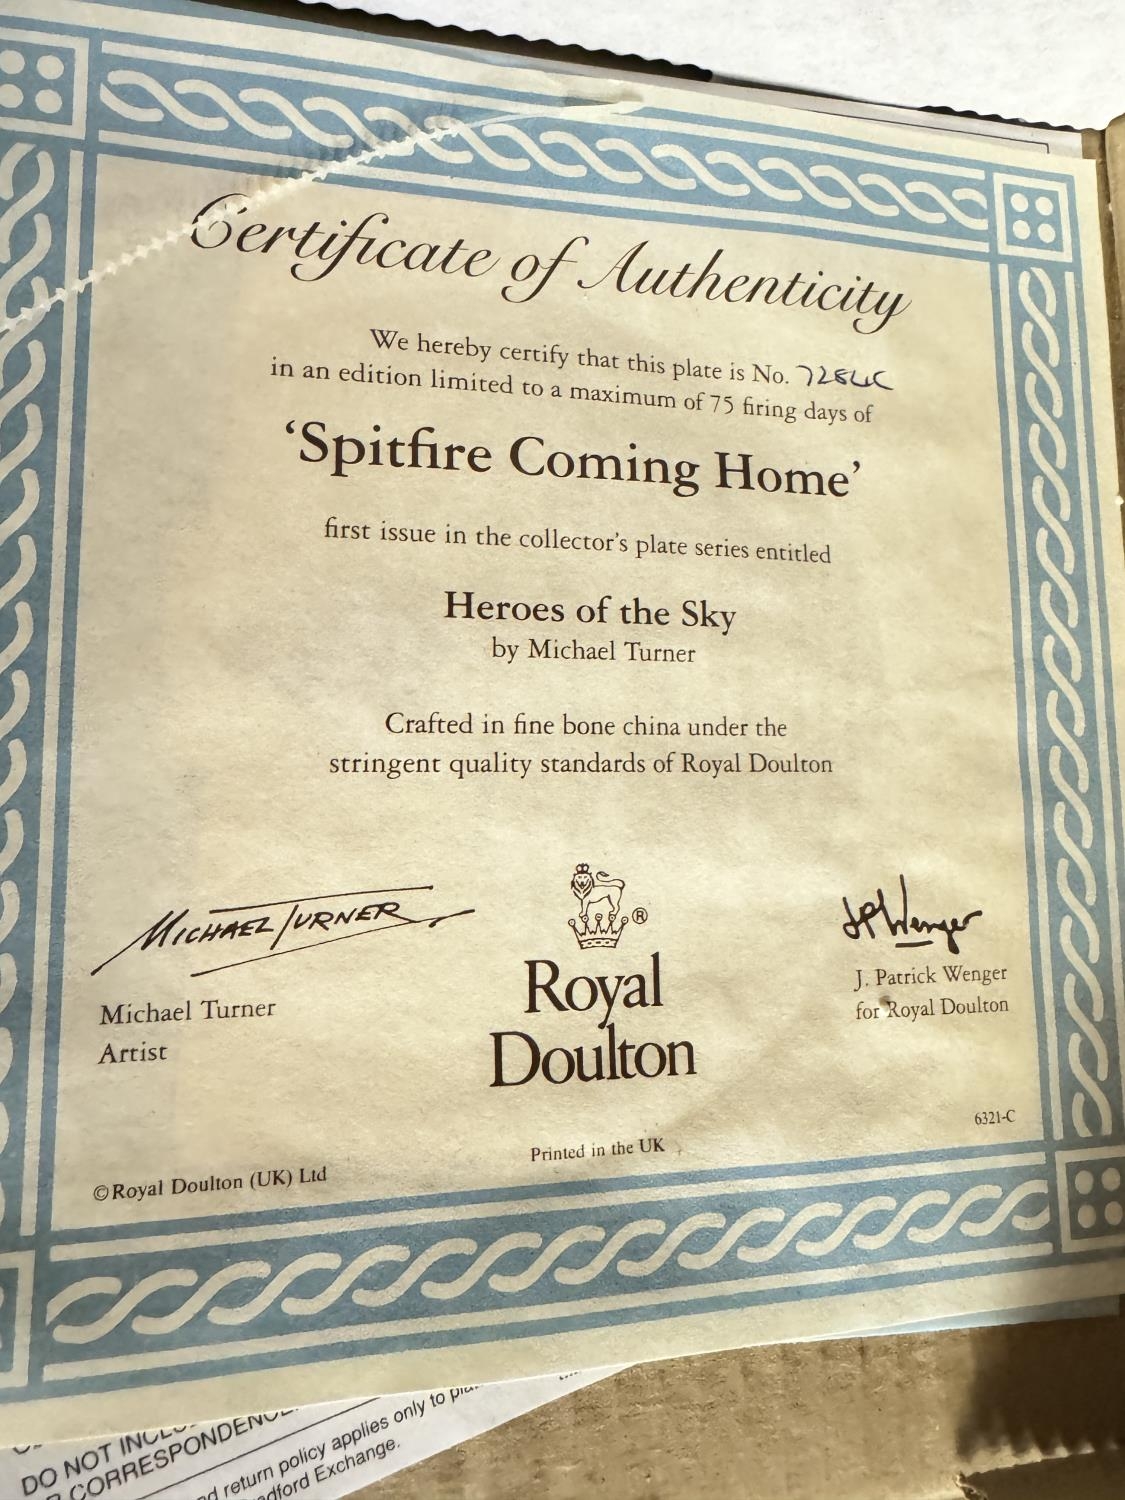 Certificate of Authenticity
We hereby certify that this plate is No.
in an edition limited to a maximum of 75 firing days of
‘Spitfire Coming Home’
first issue in the collector’s plate series entitled
Heroes of the Sky
by Michael Turner
Crafted in fine bone china under the
stringent quality standards of Royal Doulton
MICHAEL TURNER
Michael Turner
Artist
®
Royal
Doulton
JPWenger
J. Patrick Wenger
for Royal Doulton
6321-C
Printed in the UK
©Royal Doulton (UK) Ltd
DO NOT
CORRESPONDENC
return policy applies only to
Exchange.